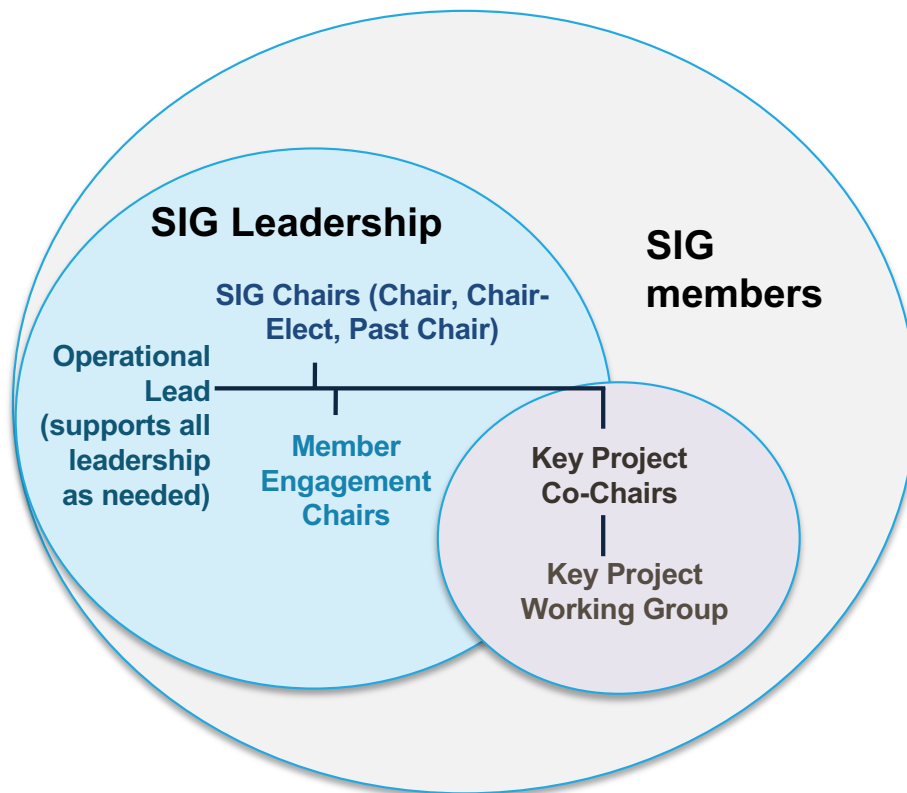 SIG Leadership
SIG
members
SIG Chairs (Chair, Chair-
Elect, Past Chair)
Operational
Lead
(supports all
leadership
as needed)
Member
Engagement
Chairs
Key Project
Co-Chairs
Key Project
Working Group